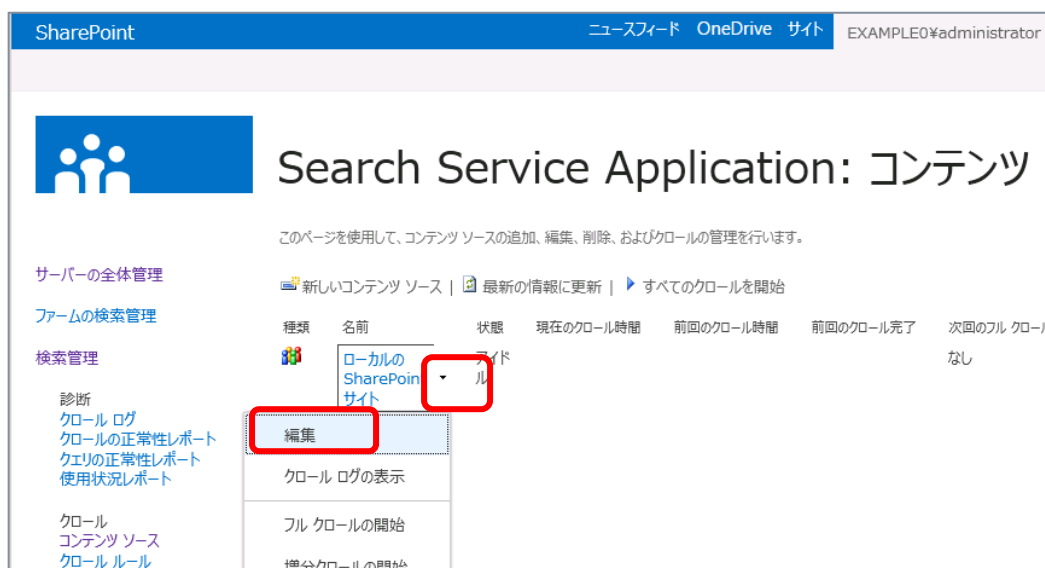 SharePoint
ニュースフィード OneDrive サイト EXAMPLE0¥administrator
Search Service Application: コンテンツ
このページを使用して、コンテンツ ソースの追加、編集、削除、およびクロールの管理を行います。
サーバーの全体管理
ファームの検索管理
検索管理
診断
クロール ログ
クロールの正常性レポート
クエリの正常性レポート
使用状況レポート
クロール
コンテンツ ソース
クロール ルール
新しいコンテンツ ソース | 最新の情報に更新 | すべてのクロールを開始
種類 名前 状態 現在のクロール時間 前回のクロール時間 前回のクロール完了 次回のフル クロー
ローカルの アイド なし
SharePoint ル
サイト
編集
クロール ログの表示
フル クロールの開始
増分クロールの開始